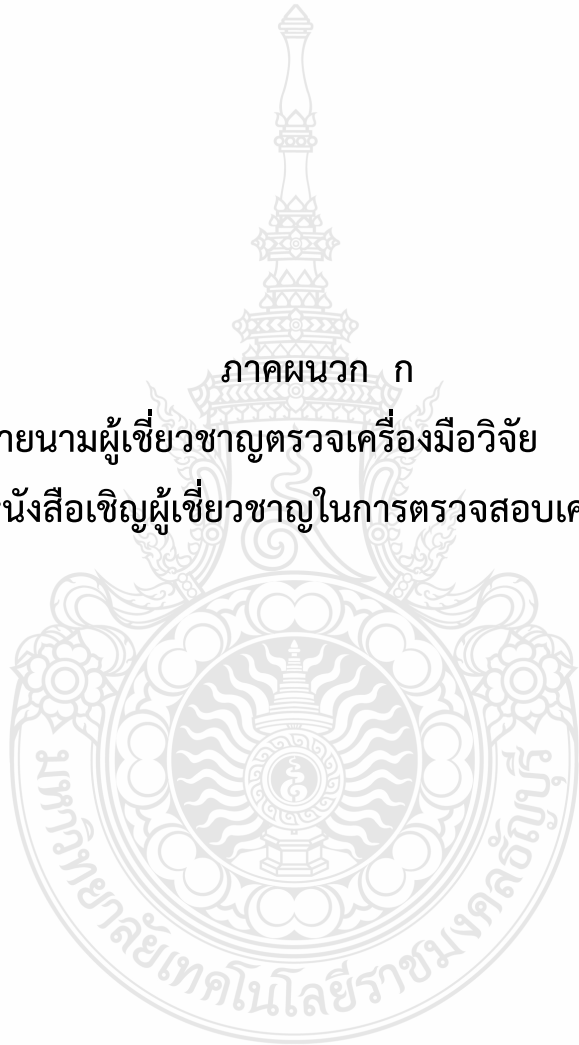 ภาคผนวก ก
ายนามผู้เชี่ยวชาญตรวจเครื่องมือวิจัย
นังสือเชิญผู้เชี่ยวชาญในการตรวจสอบเค
มหาวิทยาลัยเทคโนโลยีราชมงคลธัญบุรี